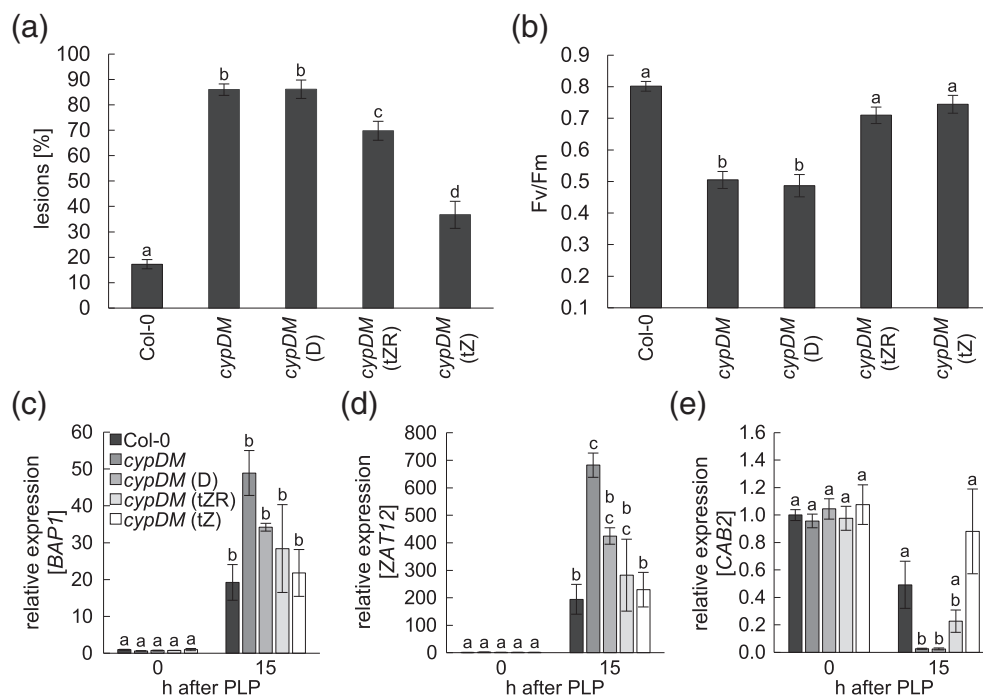 (a)
100
90
80
70
60
50
40
30
20
10
0
lesions [%]
a
b
b
c
d
Col-0
cypDM
cypDM
(D)
cypDM
(tZR)
cypDM
(tZ)
(b)
0.9
0.8
0.7
0.6
0.5
0.4
0.3
0.2
0.1
Fv/Fm
a
b
b
a
a
Col-0
cypDM
cypDM
(D)
cypDM
(tZR)
cypDM
(tZ)
(c)
60
50
40
30
20
10
0
relative expression
[BAP1]
Col-0
cypDM
cypDM (D)
cypDM (tZR)
cypDM (tZ)
a a a a a
b b b b b
0 15
h after PLP
(d)
800
700
600
500
400
300
200
100
0
relative expression
[ZAT12]
a a a a a
b
c
b
c
b
c
b
0 15
h after PLP
(e)
1.6
1.4
1.2
1.0
0.8
0.6
0.4
0.2
0.0
relative expression
[CAB2]
a a a a a
a
b b
a
b
a
0 15
h after PLP